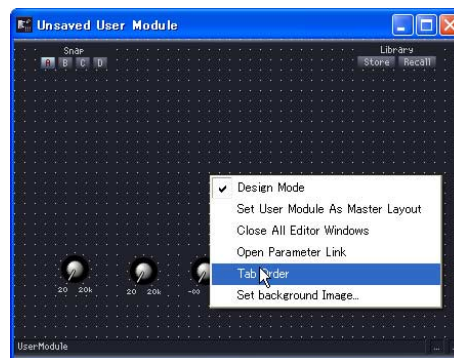 Unsaved User Module
Snap
A B C D
Library
Store Recall
Design Mode
Set User Module As Master Layout
Close All Editor Windows
Open Parameter Link
Tab Order
Set background Image...
20 20k
20 20k
-∞
UserModule
...